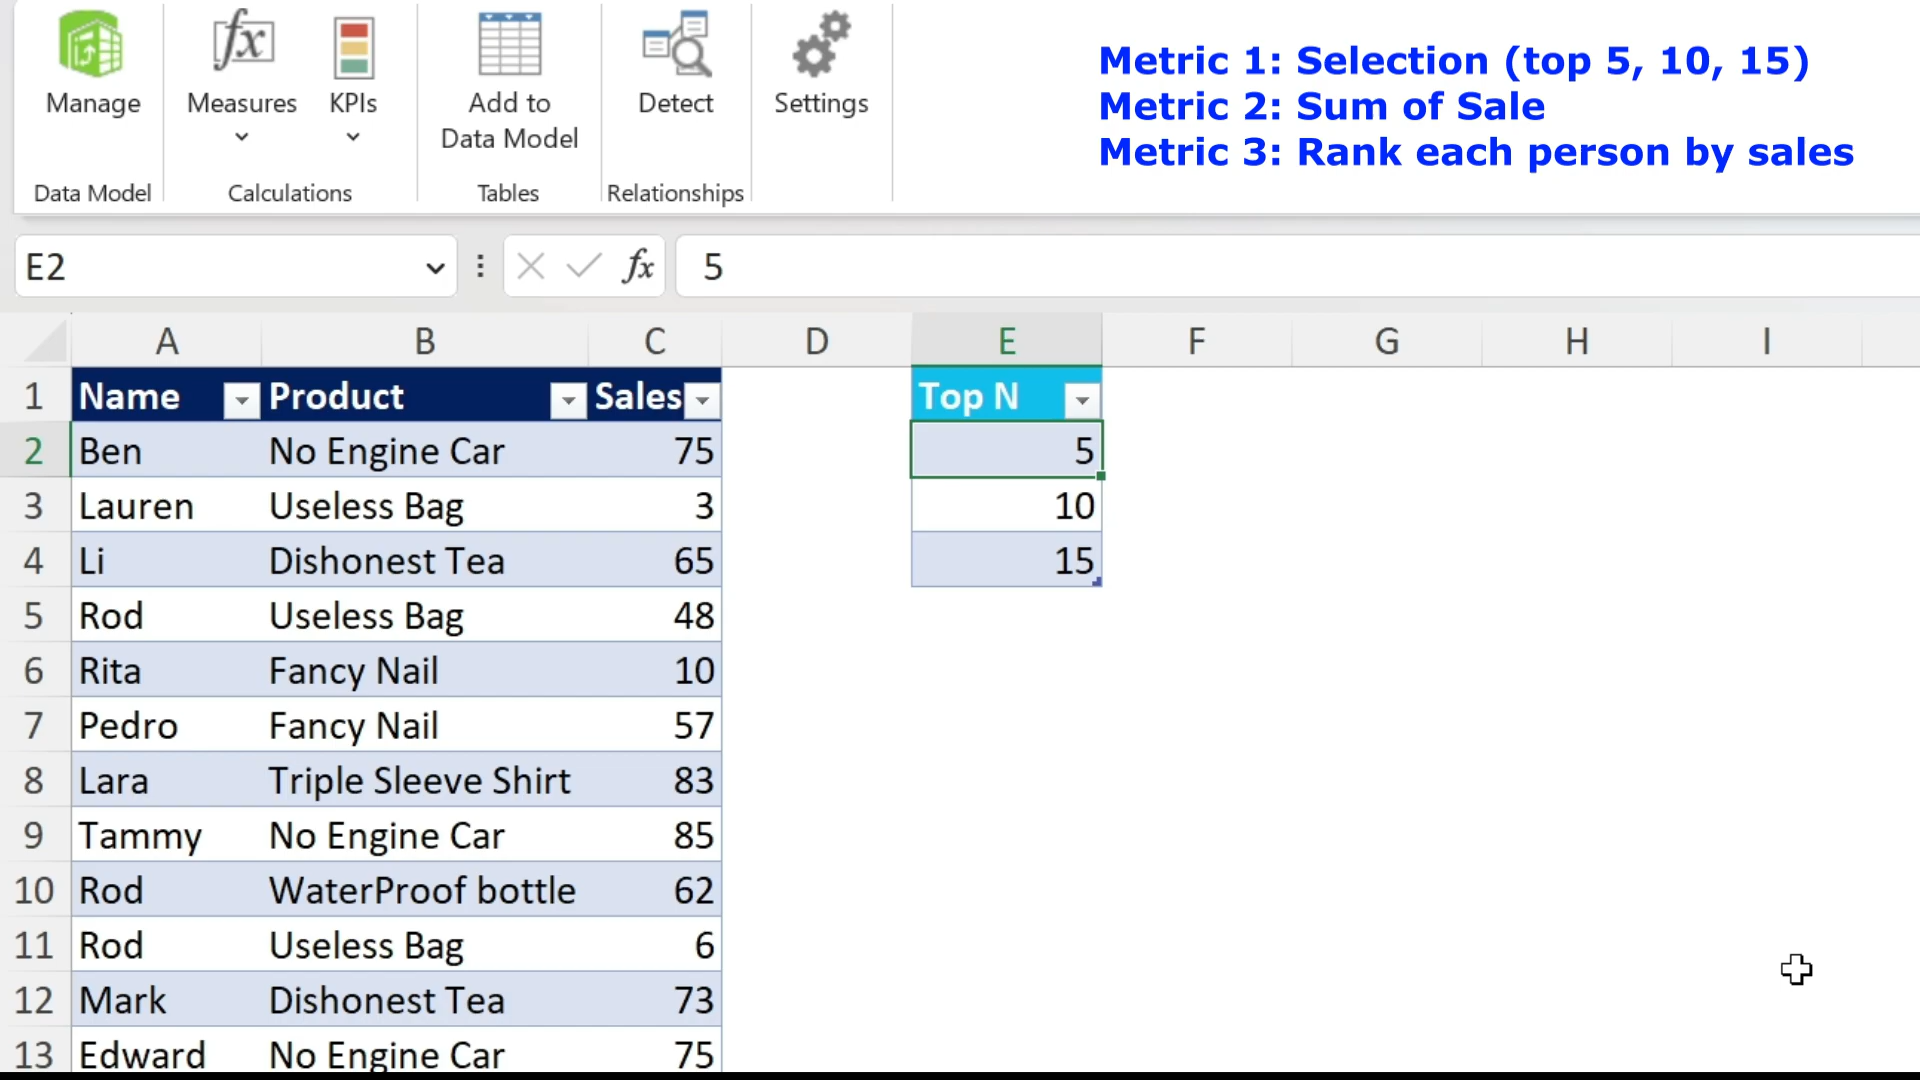 Manage
Measures
KPIs
Add to
Data Model
Detect
Settings
Data Model
Calculations
Tables
Relationships
Metric 1: Selection (top 5, 10, 15)
Metric 2: Sum of Sale
Metric 3: Rank each person by sales
E2
fx
5
A B C D E F G H I
1 Name Product Sales Top N
2 Ben No Engine Car 75 5
3 Lauren Useless Bag 3 10
4 Li Dishonest Tea 65 15
5 Rod Useless Bag 48
6 Rita Fancy Nail 10
7 Pedro Fancy Nail 57
8 Lara Triple Sleeve Shirt 83
9 Tammy No Engine Car 85
10 Rod WaterProof bottle 62
11 Rod Useless Bag 6
12 Mark Dishonest Tea 73
13 Edward No Engine Car 75